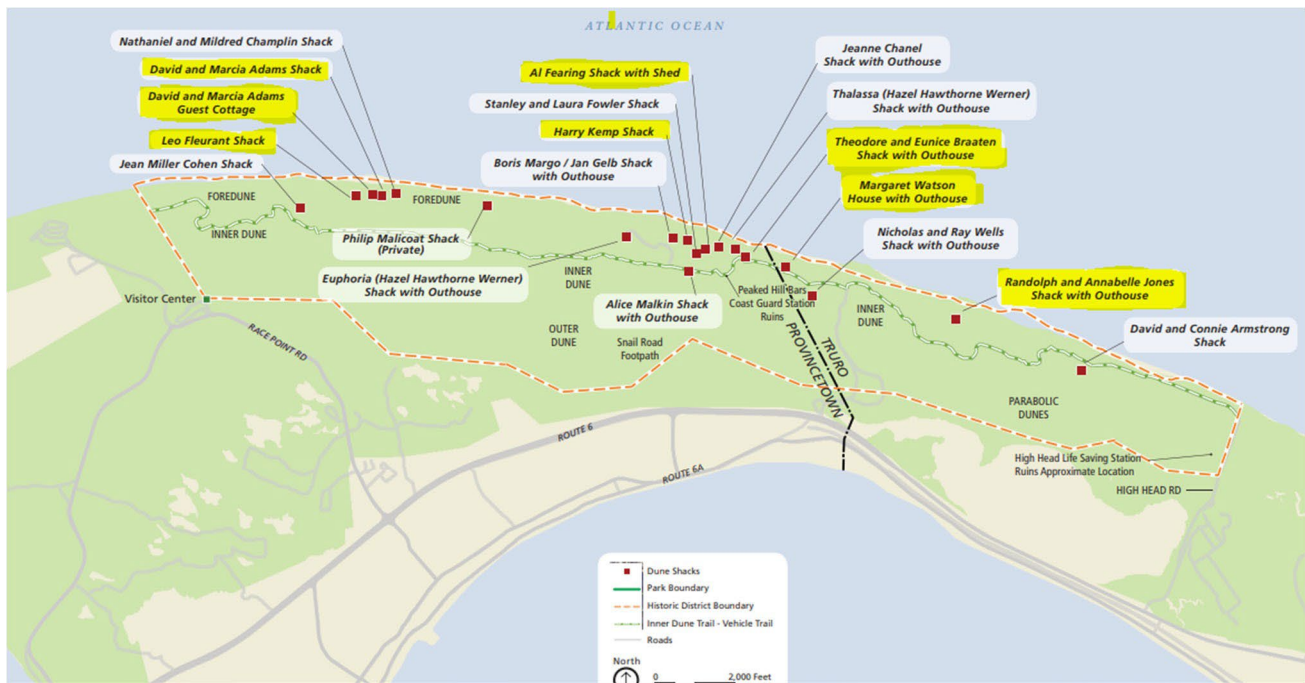 ATLANTIC OCEAN
Nathaniel and Mildred Champlin Shack
David and Marcia Adams Shack
David and Marcia Adams
Guest Cottage
Leo Fleurant Shack
Jean Miller Cohen Shack
Al Fearing Shack with Shed
Stanley and Laura Fowler Shack
Harry Kemp Shack
Boris Margo / Jan Gelb Shack
with Outhouse
Jeanne Chanel
Shack with Outhouse
Thalassa (Hazel Hawthorne Werner)
Shack with Outhouse
Theodore and Eunice Braaten
Shack with Outhouse
Margaret Watson
House with Outhouse
Nicholas and Ray Wells
Shack with Outhouse
Randolph and Annabelle Jones
Shack with Outhouse
David and Connie Armstrong
Shack
FOREDUNE
FOREDUNE
INNER DUNE
Philip Malicoat Shack
(Private)
Euphoria (Hazel Hawthorne Werner)
Shack with Outhouse
INNER
DUNE
Alice Malkin Shack
with Outhouse
Peaked Hill Bars
Coast Guard Station
Ruins
INNER
DUNE
Visitor Center
RACE POINT RD
OUTER
DUNE
Snail Road
Footpath
TRURO
PROVINCETOWN
PARABOLIC
DUNES
ROUTE 6
ROUTE 6A
High Head Life Saving Station
Ruins Approximate Location
HIGH HEAD RD
Dune Shacks
Park Boundary
Historic District Boundary
Inner Dune Trail - Vehicle Trail
Roads
North
0 2,000 Feet